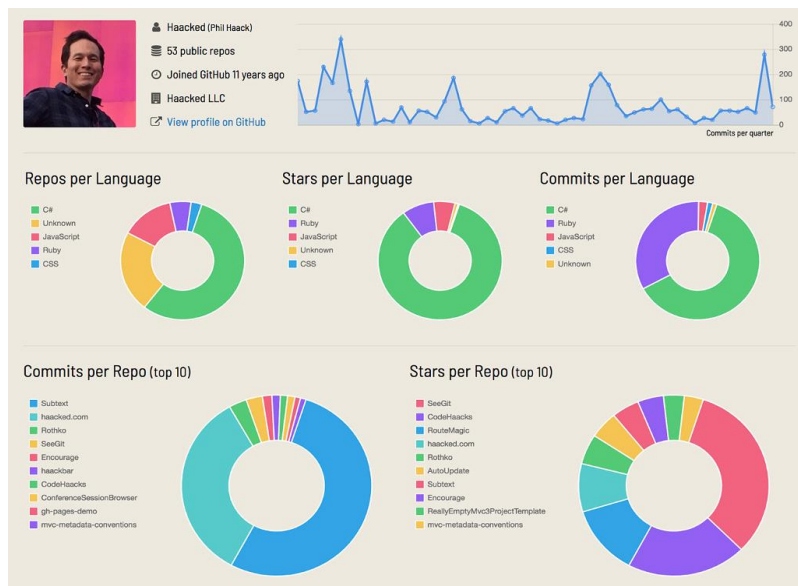 Haacked (Phil Haack)
53 public repos
Joined GitHub 11 years ago
Haacked LLC
View profile on GitHub
400
300
200
100
0
Commits per quarter
Repos per Language
C#
Unknown
JavaScript
Ruby
CSS
Stars per Language
C#
Ruby
JavaScript
Unknown
CSS
Commits per Language
C#
Ruby
JavaScript
CSS
Unknown
Commits per Repo (top 10)
Subtext
haacked.com
Rothko
SeeGit
Encourage
haackbar
CodeHaacks
ConferenceSessionBrowser
gh-pages-demo
mvc-metadata-conventions
Stars per Repo (top 10)
SeeGit
CodeHaacks
RouteMagic
haacked.com
Rothko
AutoUpdate
Subtext
Encourage
ReallyEmptyMvc3ProjectTemplate
mvc-metadata-conventions